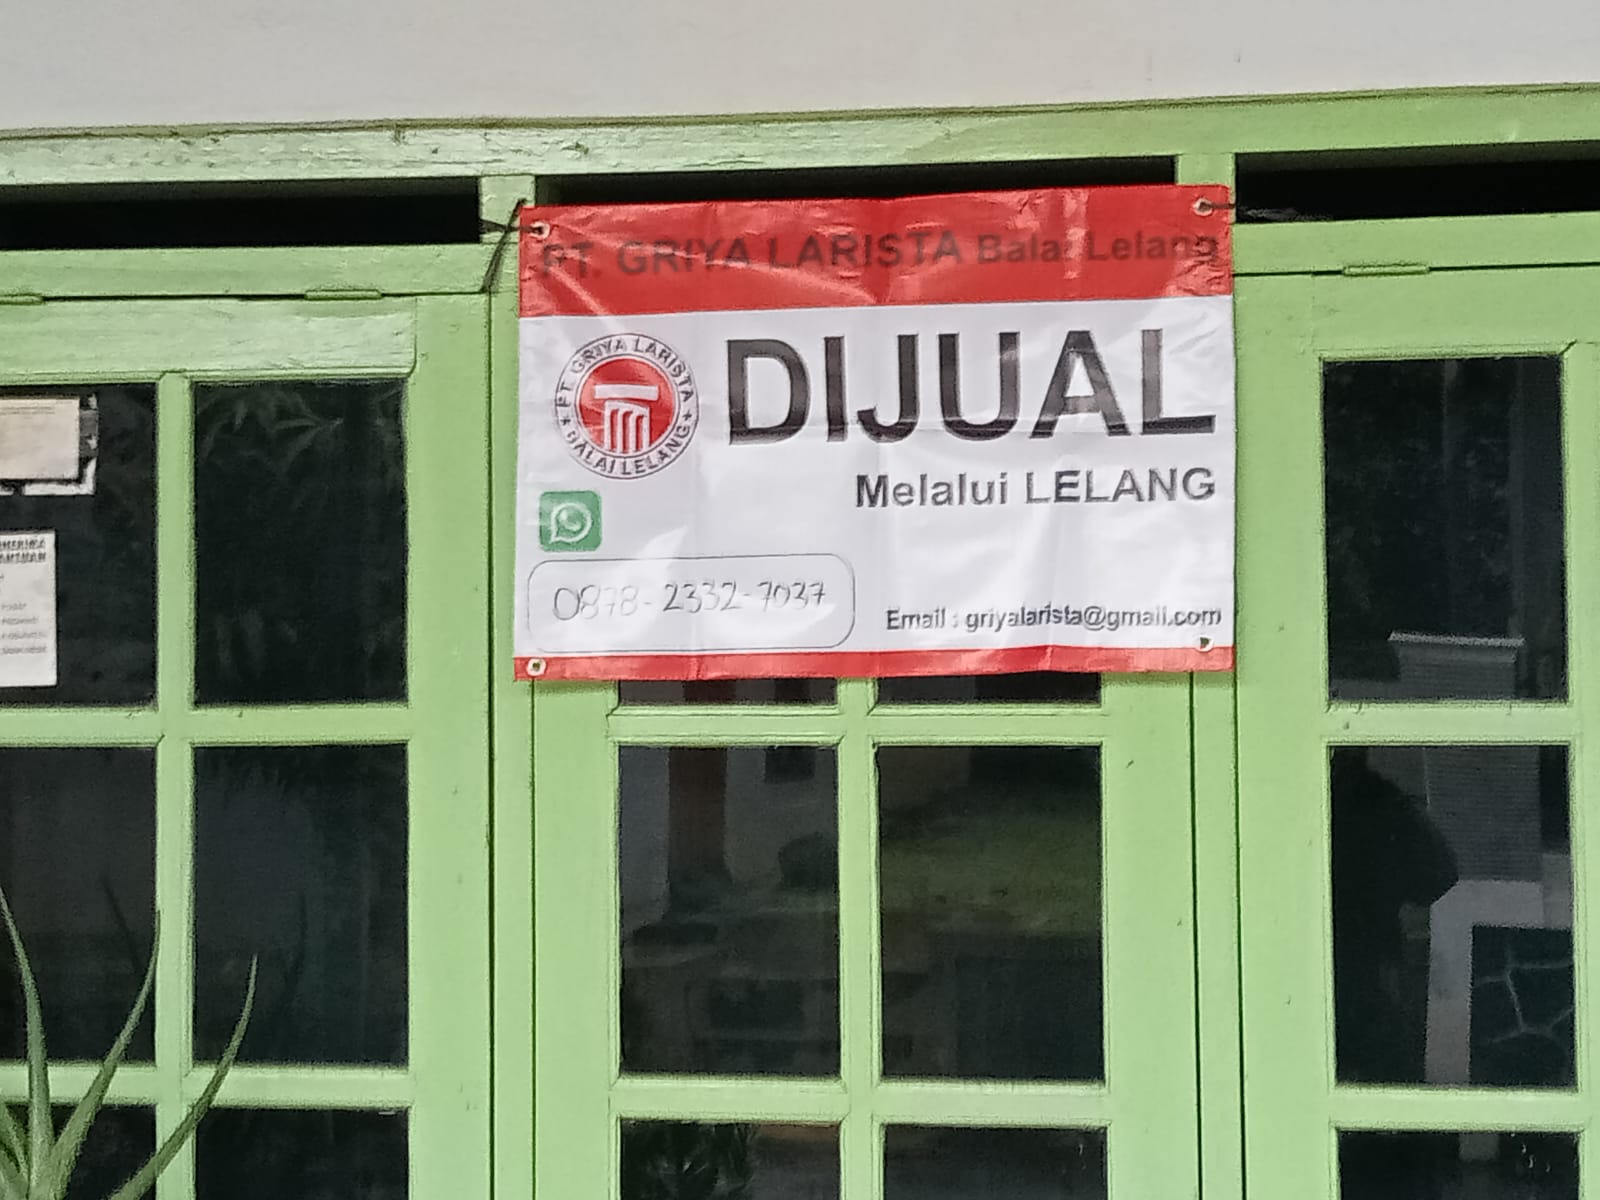 PT. GRIYA LARISTA Balai Lelang
PT. GRIYA LARISTA
BALAI LELANG
DIJUAL
Melalui LELANG
0878-2332-7037
Email : griyalarista@gmail.com